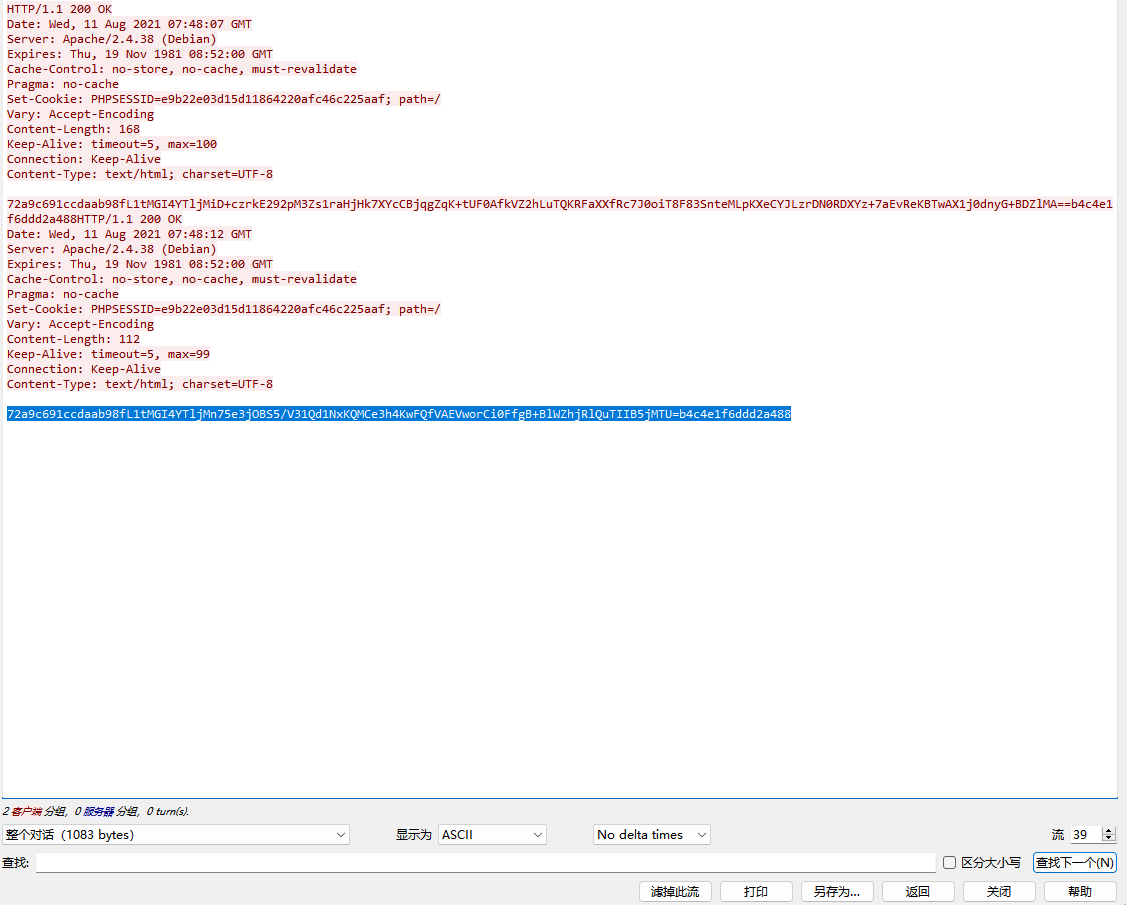 HTTP/1.1 200 OK
Date: Wed, 11 Aug 2021 07:48:07 GMT
Server: Apache/2.4.38 (Debian)
Expires: Thu, 19 Nov 1981 08:52:00 GMT
Cache-Control: no-store, no-cache, must-revalidate
Pragma: no-cache
Set-Cookie: PHPSESSID=e9b22e03d15d11864220afc46c225aaf; path=/
Vary: Accept-Encoding
Content-Length: 168
Keep-Alive: timeout=5, max=100
Connection: Keep-Alive
Content-Type: text/html; charset=UTF-8
72a9c691ccdaab98fL1tMGI4YTljMiD+czrkE292pM3Zs1raHjHk7XYcCBjqgZqK+tUF0AfkVZ2hLuTQKRFaXXfRc7J0oiT8F83SnteMLpKXeCYJLzrDN0RDXYz+7aEvReKBTwAX1j0dnyG+BDZlMA==b4c4e1
f6ddd2a488HTTP/1.1 200 OK
Date: Wed, 11 Aug 2021 07:48:12 GMT
Server: Apache/2.4.38 (Debian)
Expires: Thu, 19 Nov 1981 08:52:00 GMT
Cache-Control: no-store, no-cache, must-revalidate
Pragma: no-cache
Set-Cookie: PHPSESSID=e9b22e03d15d11864220afc46c225aaf; path=/
Vary: Accept-Encoding
Content-Length: 112
Keep-Alive: timeout=5, max=99
Connection: Keep-Alive
Content-Type: text/html; charset=UTF-8
72a9c691ccdaab98fL1tMGI4YTljMn75e3jOBS5/V31Qd1NxKQMCe3h4KwFQfVAEVworCi0FfgB+BlWZhjRlQuTIIB5jMTU=b4c4e1f6ddd2a488
2 客户端 分组, 0 服务器 分组, 0 turn(s).
整个对话 (1083 bytes) 显示为 ASCII No delta times 流 39
查找: 区分大小写 查找下一个(N)
滤掉此流 打印 另存为… 返回 关闭 帮助